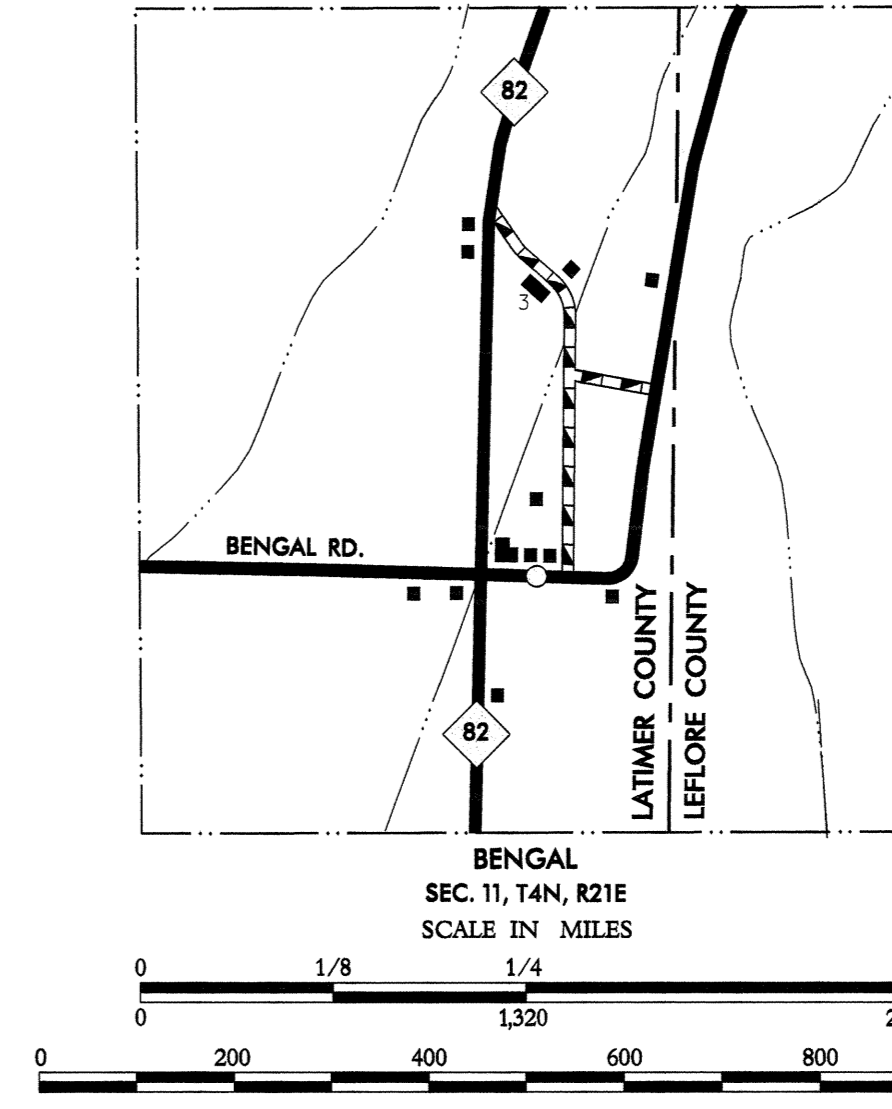 82
3
BENGAL RD.
LATIMER COUNTY
LEFLORE COUNTY
82
BENGAL
SEC. 11, T4N, R21E
SCALE IN MILES
0 1/8 1/4
0 1,320 2
0 200 400 600 800